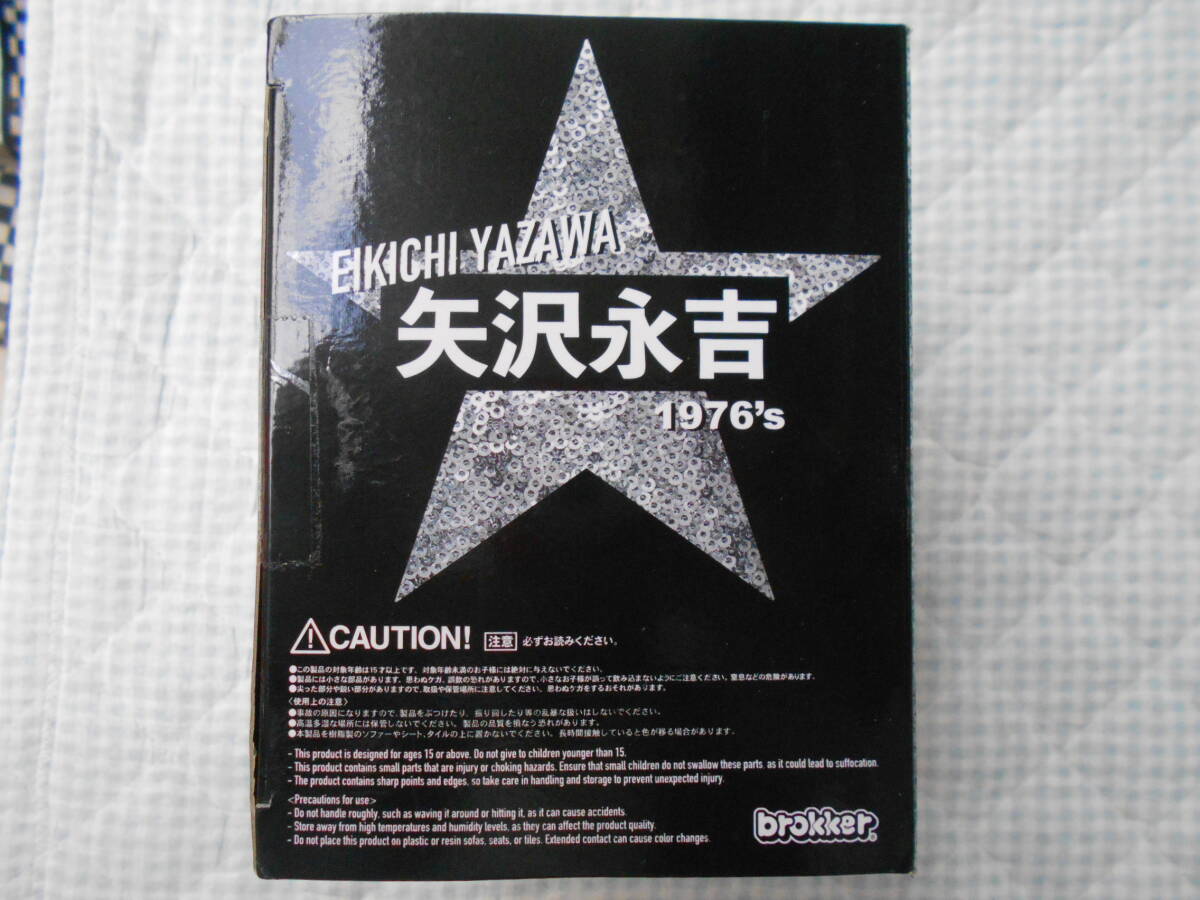 EIKICHI YAZAWA
矢沢永吉
1976's
CAUTION! 注意 必ずお読みください。
●この製品の対象年齢は15才以上です。対象年齢未満のお子様には絶対に与えないでください。
●製品には小さな部品があります。思わぬケガ、誤飲の恐れがありますので、小さなお子様が誤って飲み込まないようにご注意ください。窒息などの危険があります。
●尖った部分や鋭い部分がありますので、取扱や保管場所に注意してください。思わぬケガをするおそれがあります。
〈使用上の注意〉
●事故の原因になりますので、製品をぶつけたり、振り回したり等の乱暴な扱いはしないでください。
●高温多湿な場所には保管しないでください。製品の品質を損なう恐れがあります。
●本製品を樹脂製のソファーやシート、タイルの上に置かないでください。長時間接触していると色が移る場合があります。
- This product is designed for ages 15 or above. Do not give to children younger than 15.
- This product contains small parts that are injury or choking hazards. Ensure that small children do not swallow these parts, as it could lead to suffocation.
- The product contains sharp points and edges, so take care in handling and storage to prevent unexpected injury.
<Precautions for use>
- Do not handle roughly, such as waving it around or hitting it, as it can cause accidents.
- Store away from high temperatures and humidity levels, as they can affect the product quality.
- Do not place this product on plastic or resin sofas, seats, or tiles. Extended contact can cause color changes.
brokker®